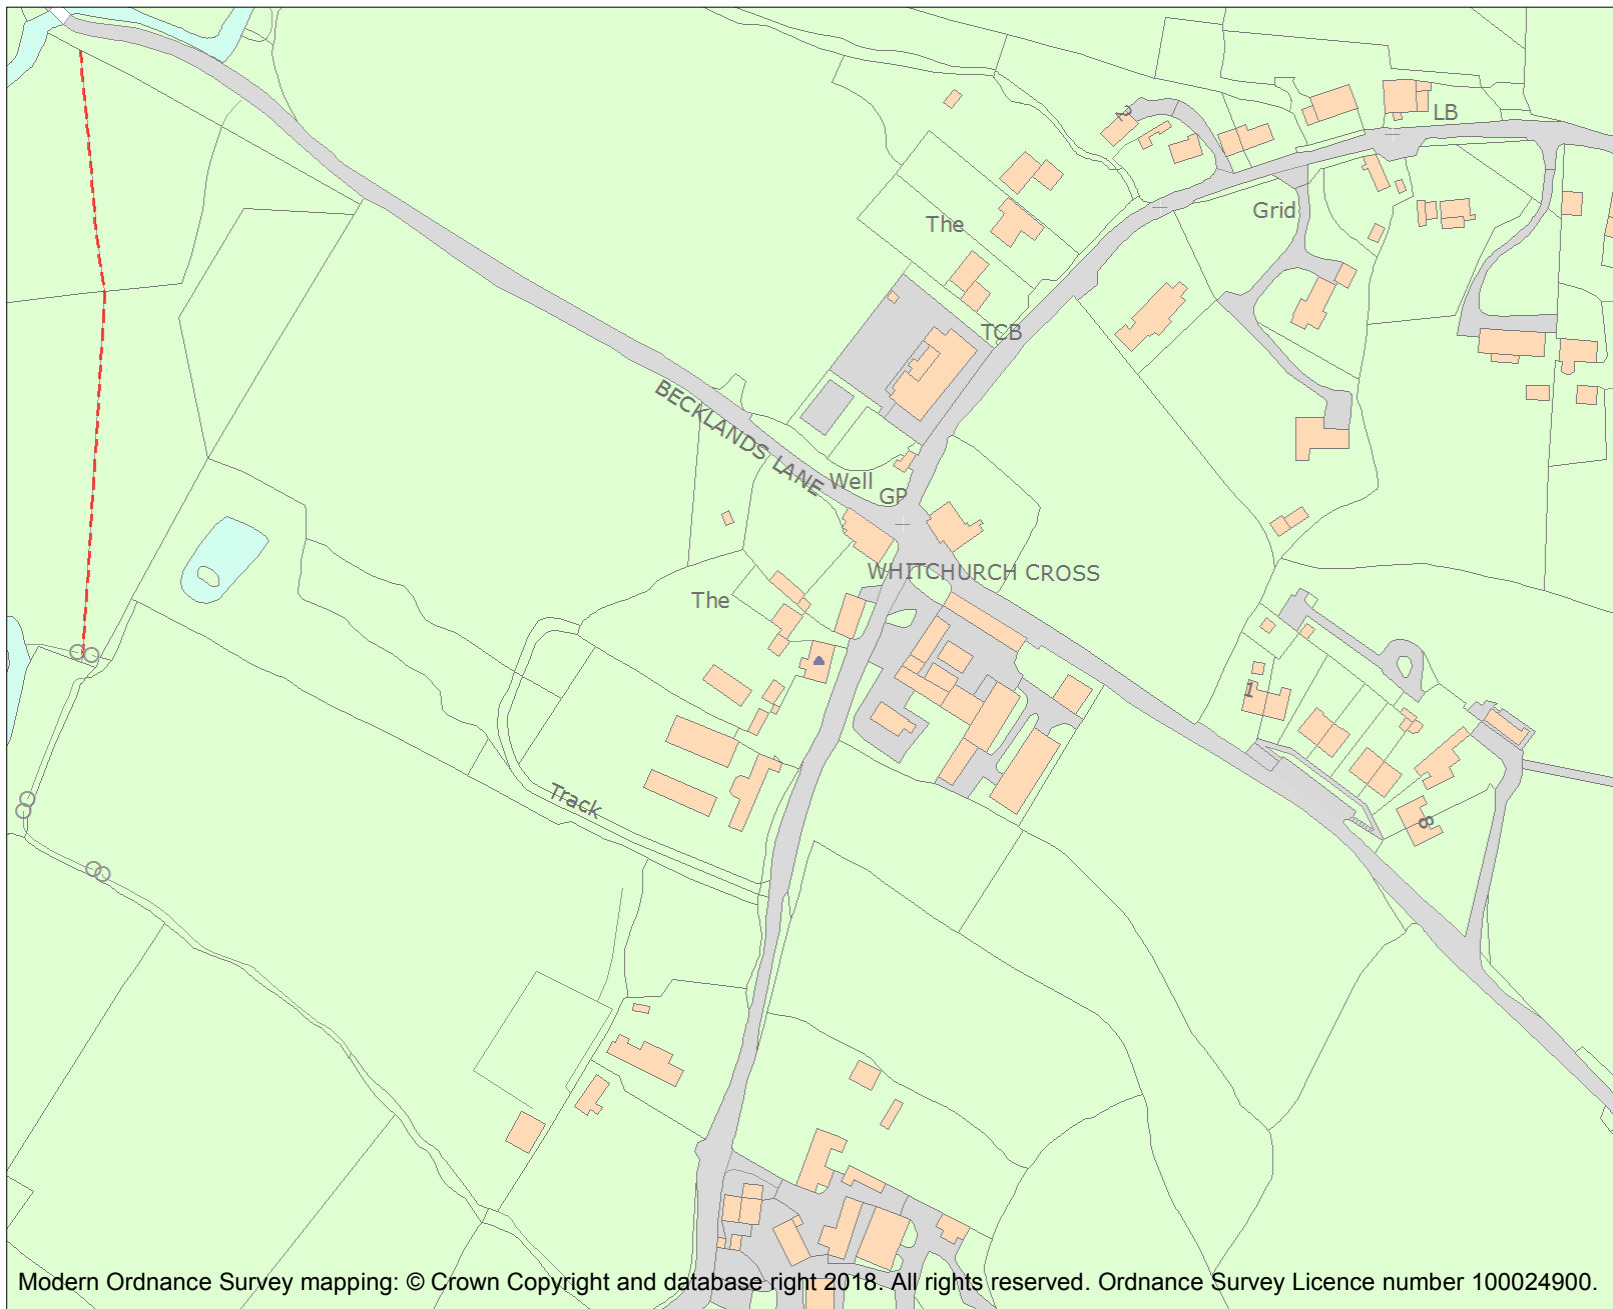 2
LB
Grid
The
TCB
BECKLANDS LANE
Well
GP
WHITCHURCH CROSS
The
1
Track
8
Modern Ordnance Survey mapping: © Crown Copyright and database right 2018. All rights reserved. Ordnance Survey Licence number 100024900.